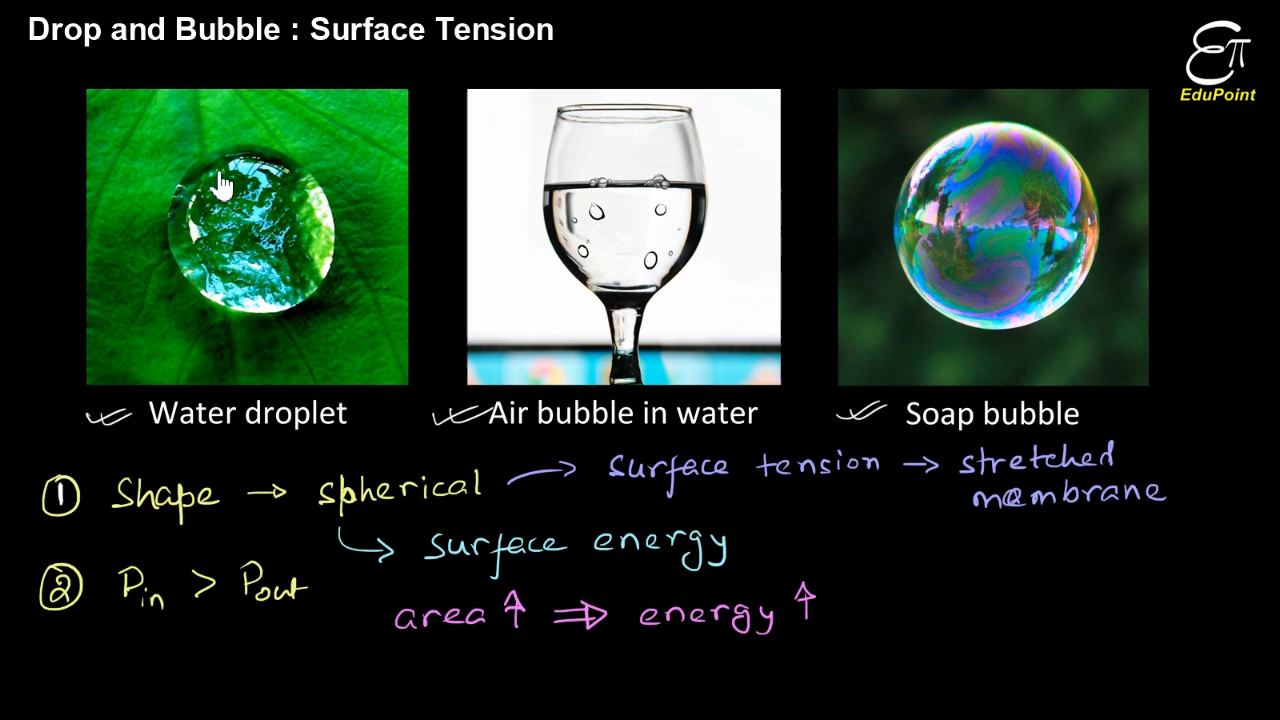 Drop and Bubble : Surface Tension
επ
EduPoint
Water droplet
Air bubble in water
Soap bubble
① Shape → spherical → surface tension → stretched
membrane
↳ surface energy
② Pin > Pout
area ↑ ⇒ energy ↑